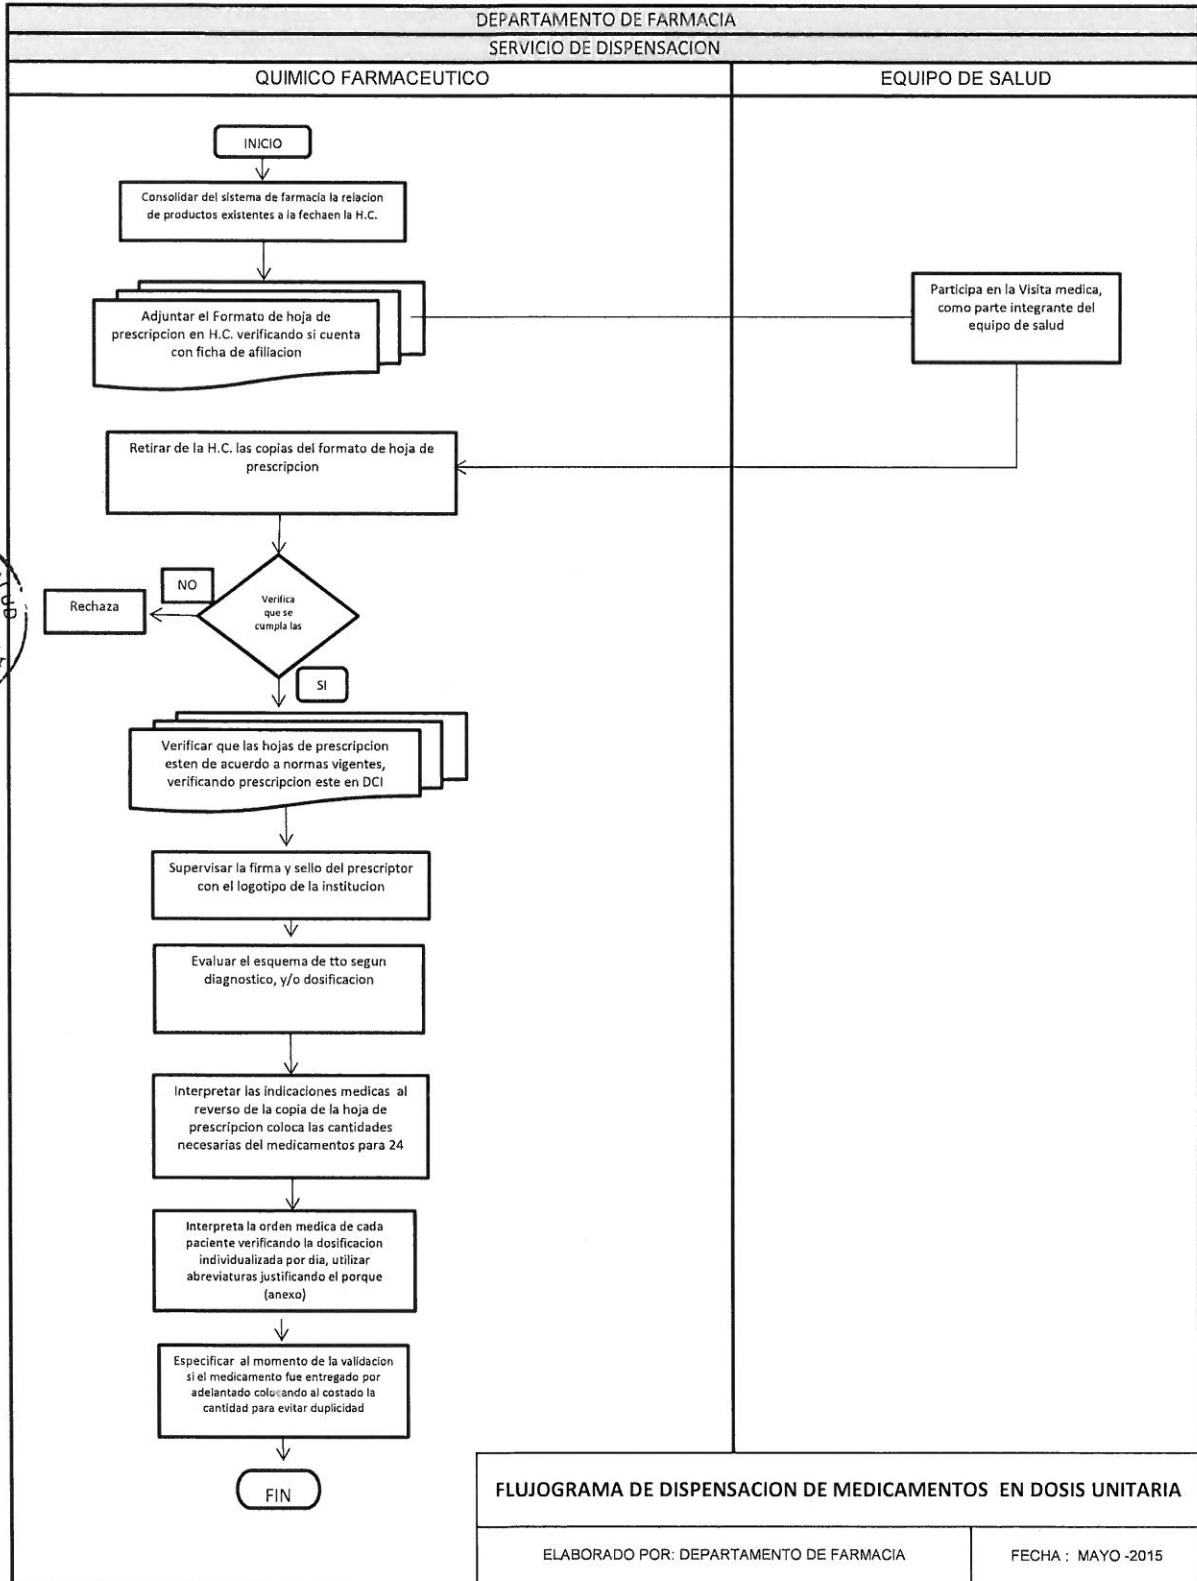 DEPARTAMENTO DE FARMACIA
SERVICIO DE DISPENSACION
QUIMICO FARMACEUTICO
EQUIPO DE SALUD
INICIO
Consolidar del sistema de farmacia la relacion
de productos existentes a la fechaen la H.C.
Adjuntar el Formato de hoja de
prescripcion en H.C. verificando si cuenta
con ficha de afiliacion
Participa en la Visita medica,
como parte integrante del
equipo de salud
Retirar de la H.C. las copias del formato de hoja de
prescripcion
NO
Rechaza
Verifica
que se
cumpla las
SI
Verificar que las hojas de prescripcion
esten de acuerdo a normas vigentes,
verificando prescripcion este en DCI
Supervisar la firma y sello del prescriptor
con el logotipo de la institucion
Evaluar el esquema de tto segun
diagnostico, y/o dosificacion
Interpretar las indicaciones medicas al
reverso de la copia de la hoja de
prescripcion coloca las cantidades
necesarias del medicamentos para 24
Interpreta la orden medica de cada
paciente verificando la dosificacion
individualizada por dia, utilizar
abreviaturas justificando el porque
(anexo)
Especificar al momento de la validacion
si el medicamento fue entregado por
adelantado colocando al costado la
cantidad para evitar duplicidad
FIN
FLUJOGRAMA DE DISPENSACION DE MEDICAMENTOS EN DOSIS UNITARIA
ELABORADO POR: DEPARTAMENTO DE FARMACIA
FECHA : MAYO -2015